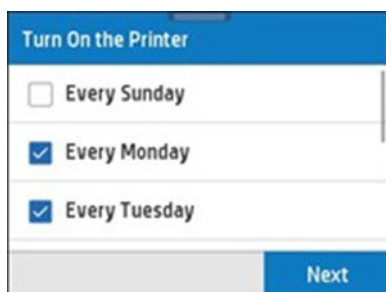 Turn On the Printer
Every Sunday
Every Monday
Every Tuesday
Next